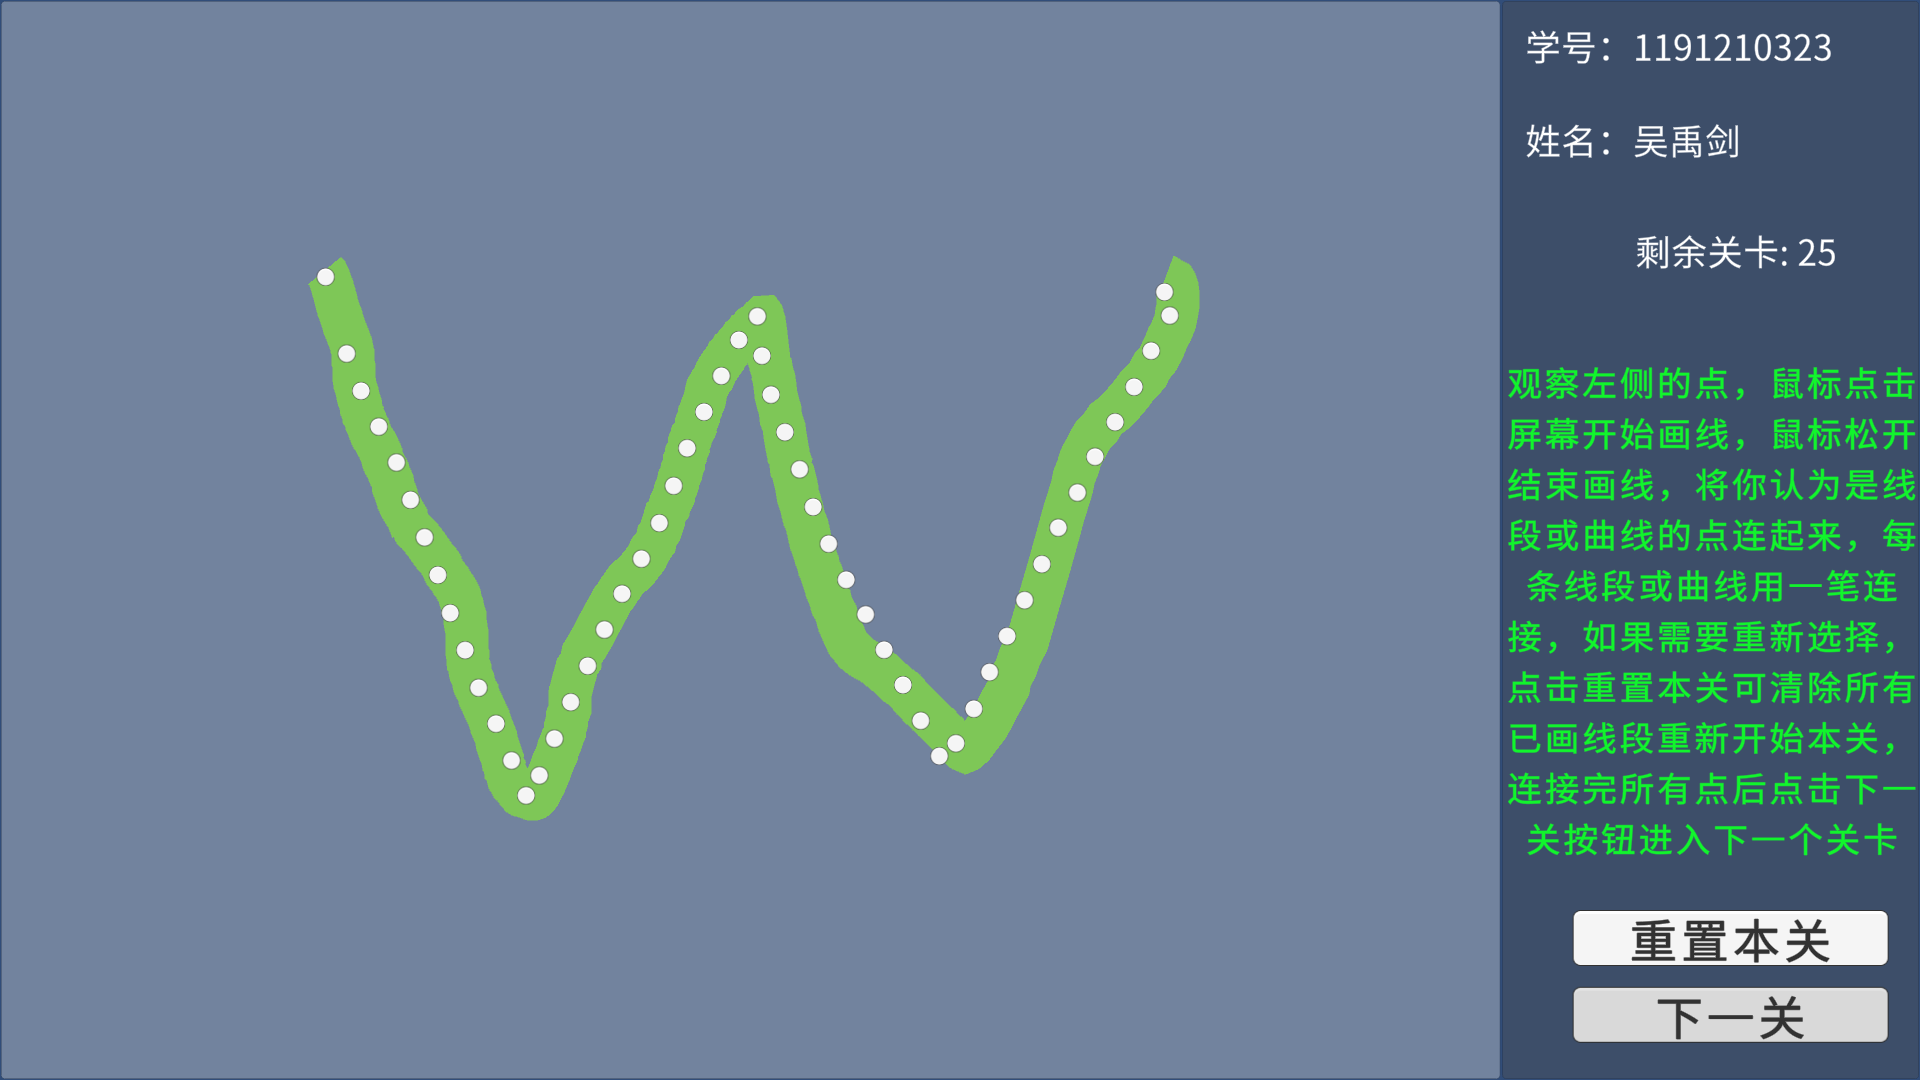 学号：1191210323
姓名：吴禹剑
剩余关卡: 25
观察左侧的点，鼠标点击
屏幕开始画线，鼠标松开
结束画线，将你认为是线
段或曲线的点连起来，每
条线段或曲线用一笔连
接，如果需要重新选择，
点击重置本关可清除所有
已画线段重新开始本关，
连接完所有点后点击下一
关按钮进入下一个关卡
重置本关
下一关